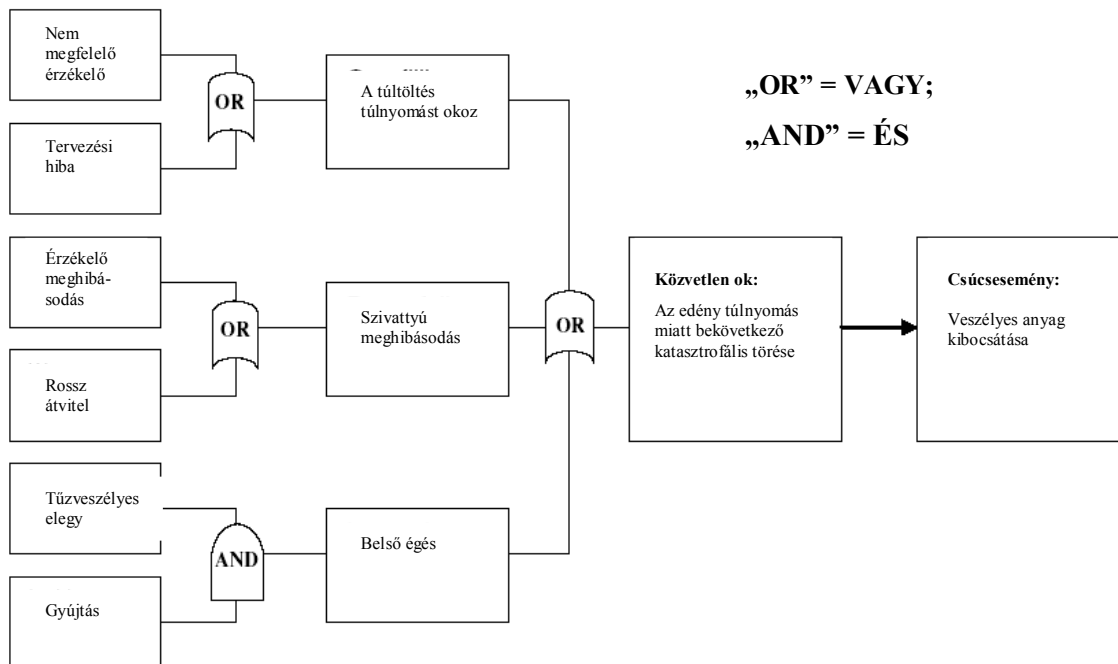 Nem
megfelelő
érzékelő
OR
Tervezési
hiba
A túltöltés
túlnyomást okoz
„OR” = VAGY;
„AND” = ÉS
Érzékelő
meghibá-
sodás
OR
Rossz
átvitel
Szivattyú
meghibásodás
OR
Közvetlen ok:
Az edény túlnyomás
miatt bekövetkező
katasztrofális törése
Csúcsesemény:
Veszélyes anyag
kibocsátása
Tűzveszélyes
elegy
AND
Gyújtás
Belső égés